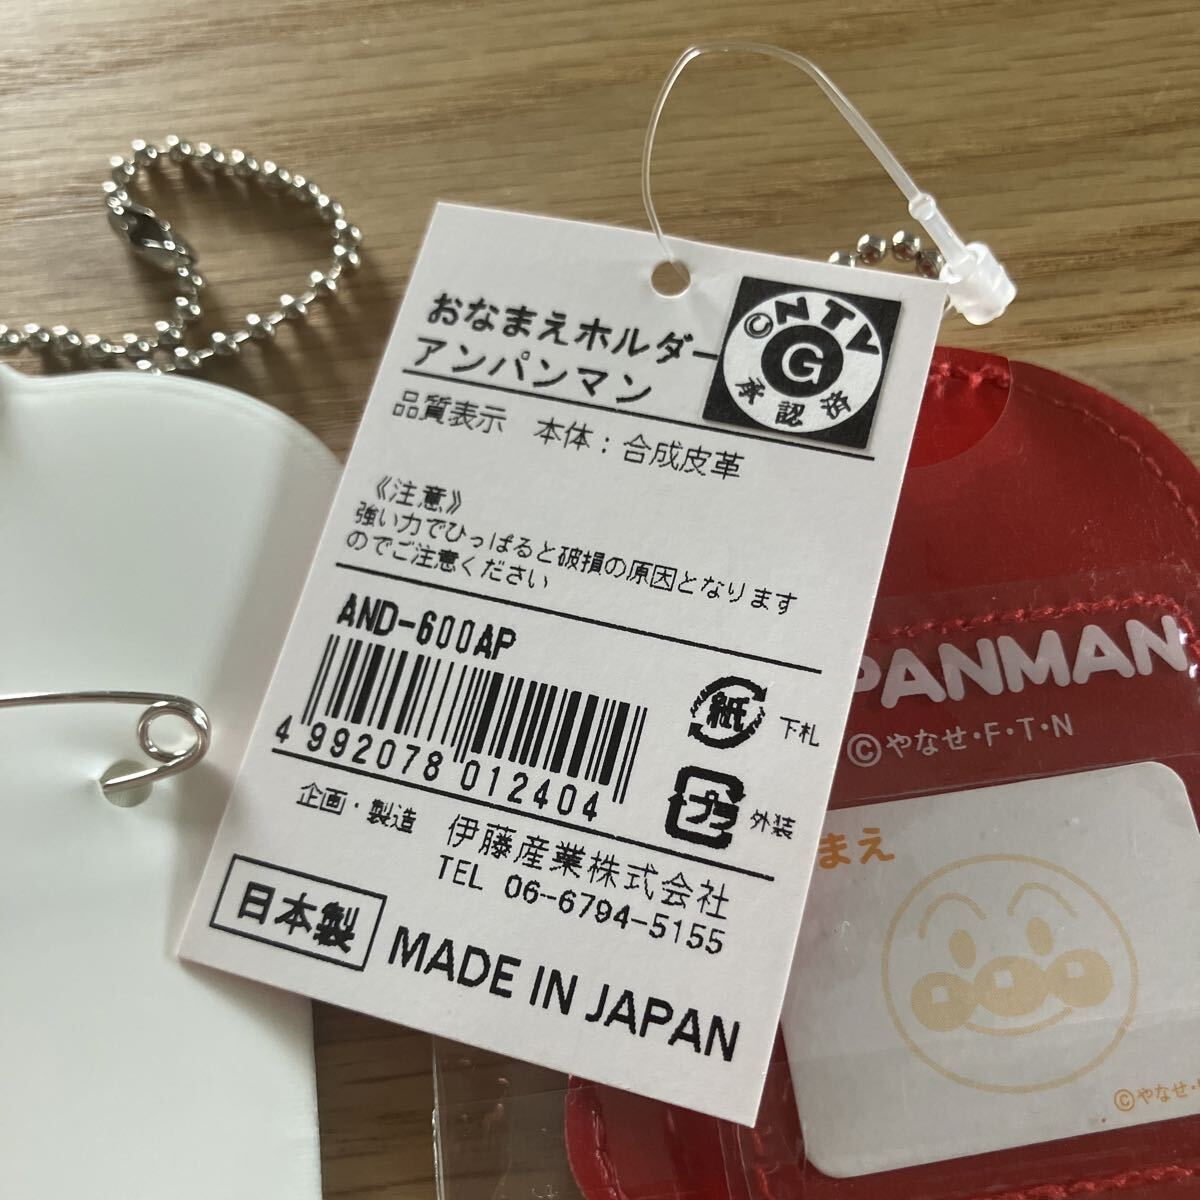 おなまえホルダー
アンパンマン
©NTV
G
承認済
品質表示 本体：合成皮革
《注意》
強い力でひっぱると破損の原因となります
のでご注意ください
AND-600AP
4 992078 012404
紙 下札
プラ 外装
企画・製造 伊藤産業株式会社
TEL 06-6794-5155
日本製 MADE IN JAPAN
PANMAN
©やなせ・F・T・N
まえ
©やなせ・